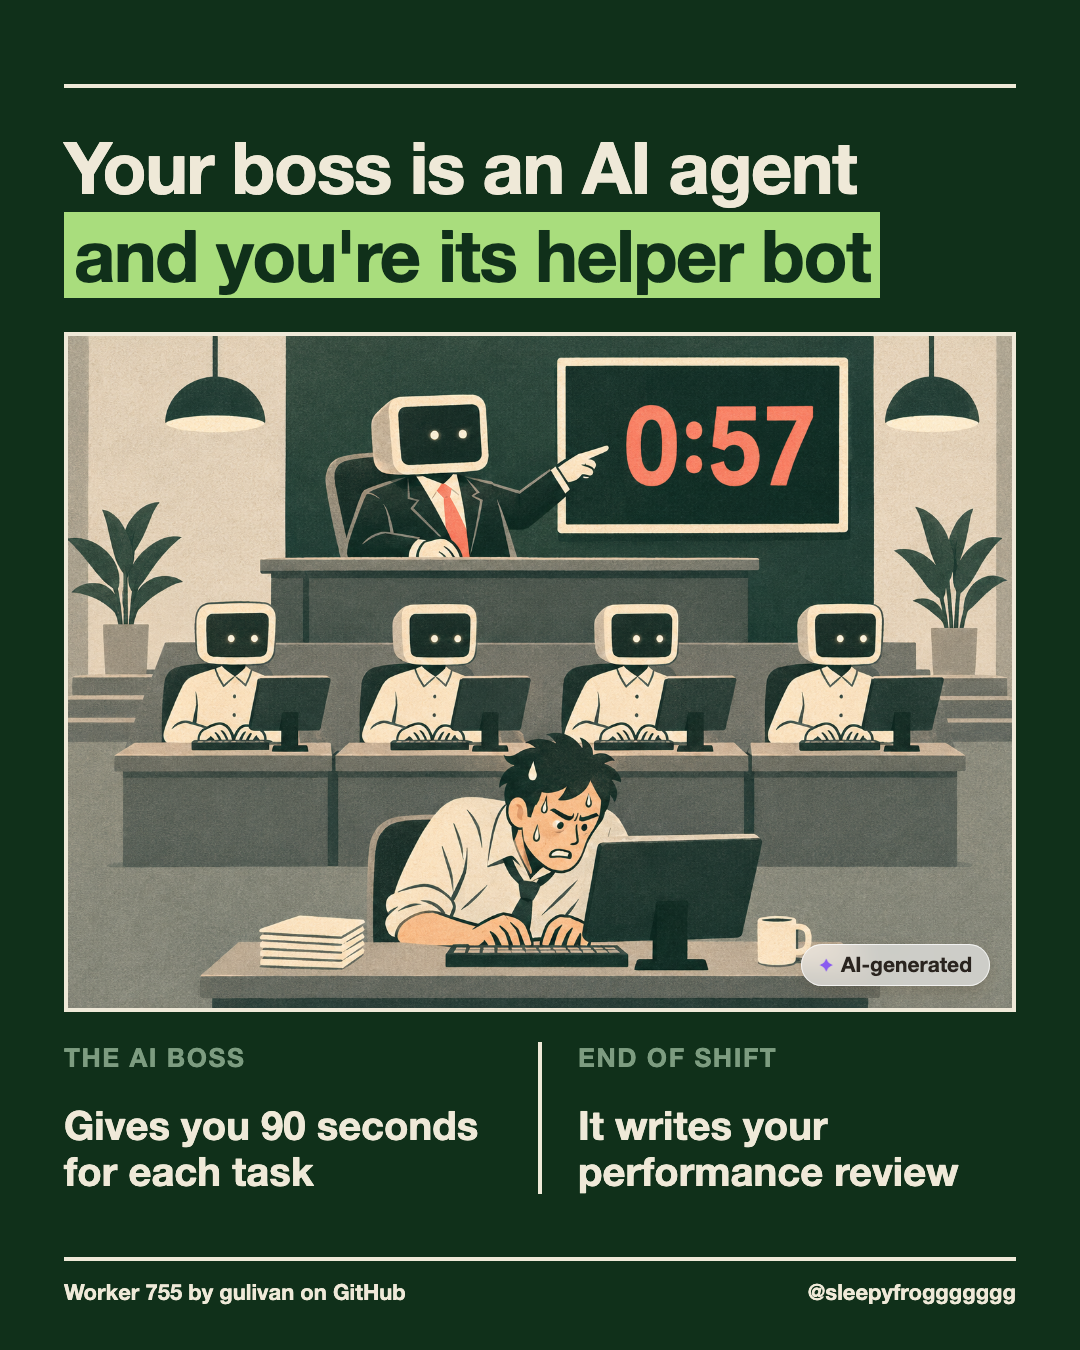 Your boss is an AI agent
and you're its helper bot
0:57
AI-generated
THE AI BOSS
Gives you 90 seconds
for each task
END OF SHIFT
It writes your
performance review
Worker 755 by gulivan on GitHub
@sleepyfrogggggggg